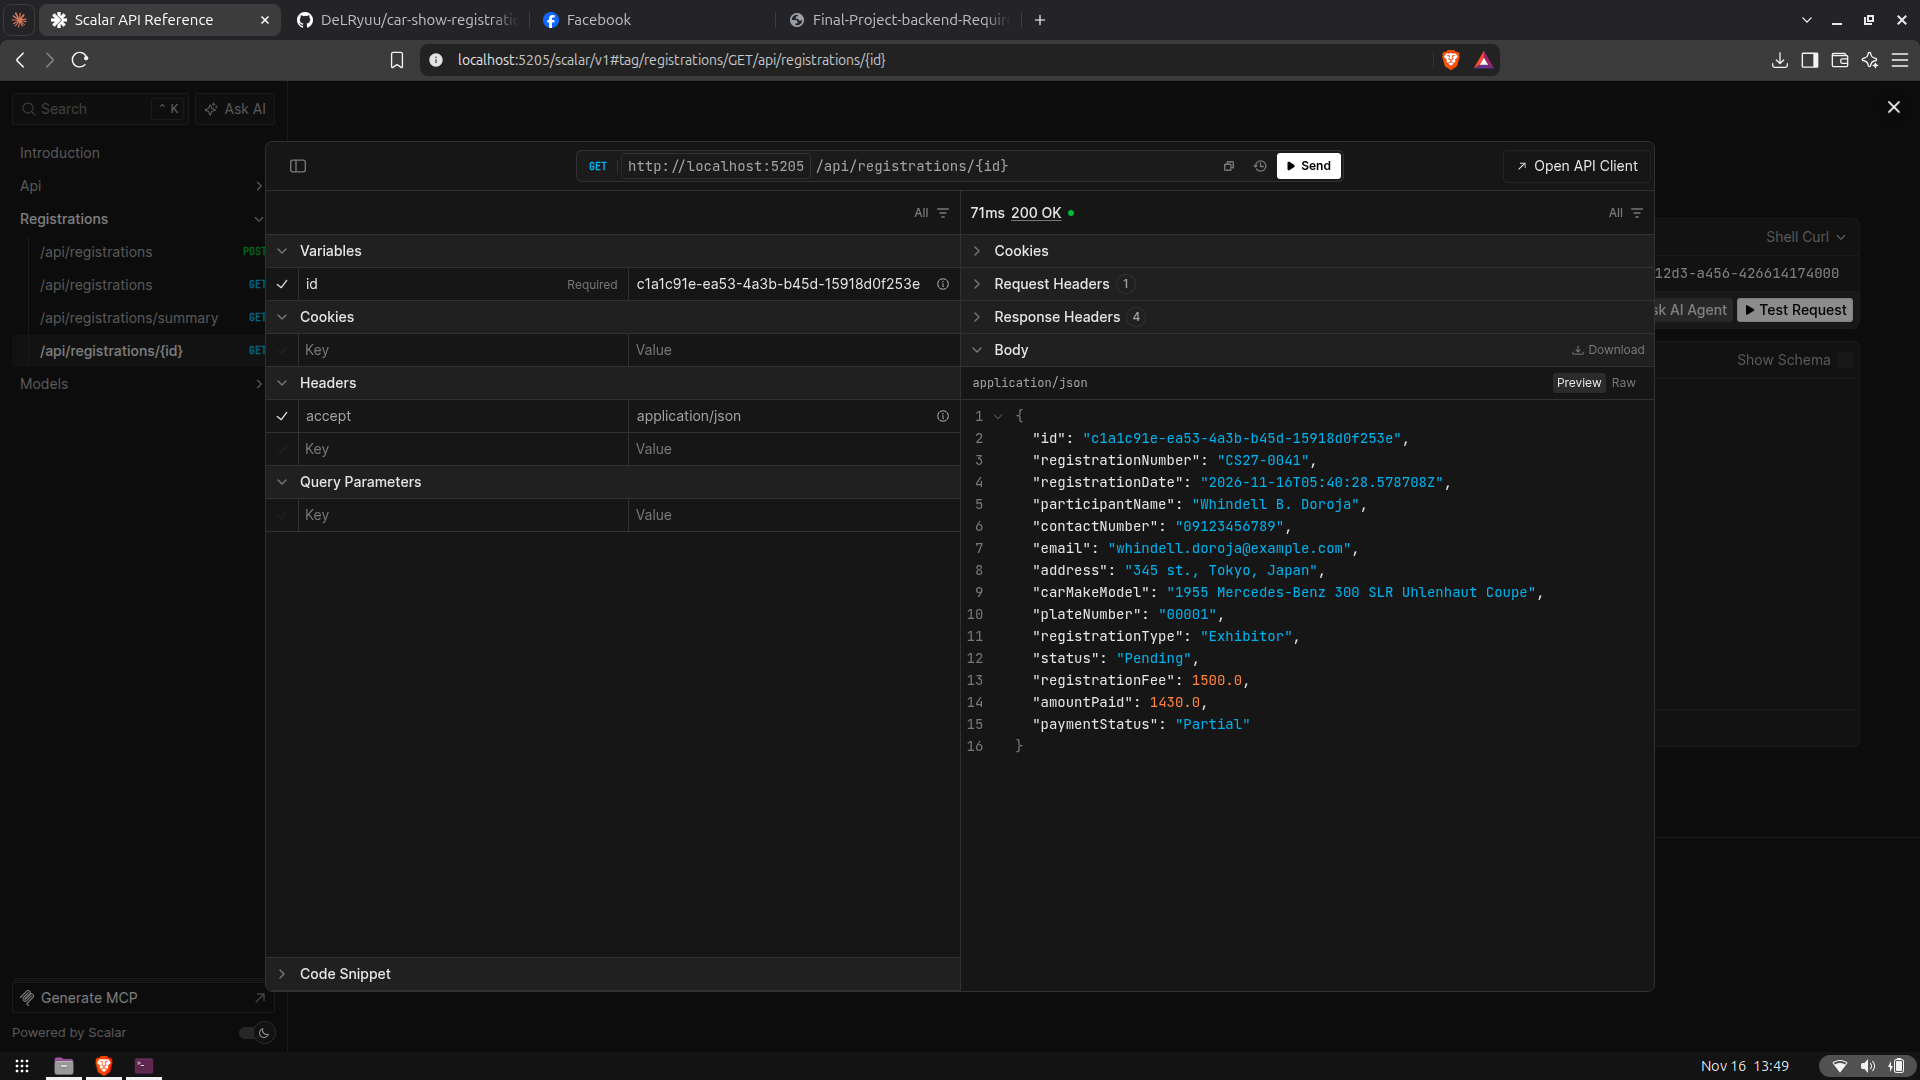 Scalar API Reference
DeLRyuu/car-show-registratio
Facebook
Final-Project-backend-Requir
localhost:5205/scalar/v1#tag/registrations/GET/api/registrations/{id}
Search
⌃ K
Ask AI
Introduction
Api
Registrations
/api/registrations POST
/api/registrations GET
/api/registrations/summary GET
/api/registrations/{id} GET
Models
Generate MCP
Powered by Scalar
GET http://localhost:5205 /api/registrations/{id}
Send
Open API Client
All
Variables
id Required c1a1c91e-ea53-4a3b-b45d-15918d0f253e
Cookies
Key Value
Headers
accept application/json
Key Value
Query Parameters
Key Value
Code Snippet
71ms 200 OK
All
Cookies
Request Headers 1
Response Headers 4
Body
Download
application/json
Preview Raw
1 {
2 "id": "c1a1c91e-ea53-4a3b-b45d-15918d0f253e",
3 "registrationNumber": "CS27-0041",
4 "registrationDate": "2026-11-16T05:40:28.578708Z",
5 "participantName": "Whindell B. Doroja",
6 "contactNumber": "09123456789",
7 "email": "whindell.doroja@example.com",
8 "address": "345 st., Tokyo, Japan",
9 "carMakeModel": "1955 Mercedes-Benz 300 SLR Uhlenhaut Coupe",
10 "plateNumber": "00001",
11 "registrationType": "Exhibitor",
12 "status": "Pending",
13 "registrationFee": 1500.0,
14 "amountPaid": 1430.0,
15 "paymentStatus": "Partial"
16 }
Shell Curl
12d3-a456-426614174000
sk AI Agent
Test Request
Show Schema
Nov 16 13:49